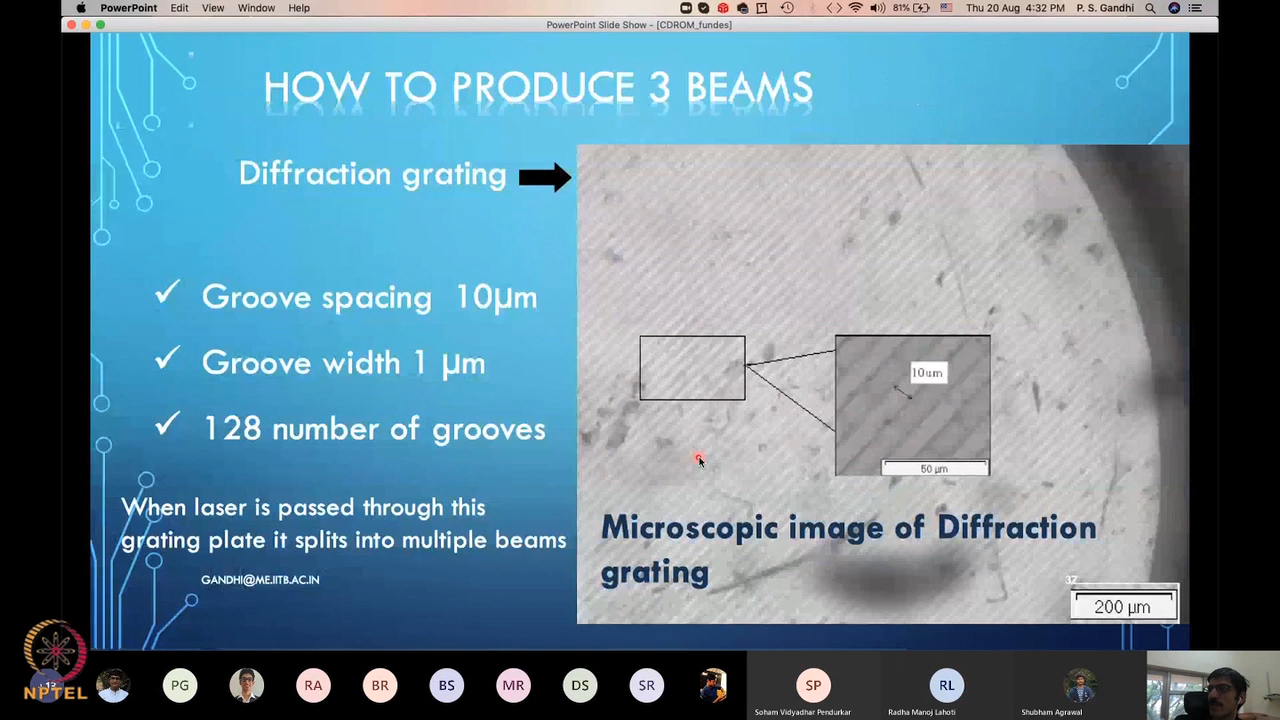 PowerPoint Edit View Window Help
81%
Thu 20 Aug 4:32 PM P. S. Gandhi
PowerPoint Slide Show - [CDROM_fundes]
HOW TO PRODUCE 3 BEAMS
Diffraction grating
✓ Groove spacing 10µm
✓ Groove width 1 µm
✓ 128 number of grooves
When laser is passed through this
grating plate it splits into multiple beams
GANDHI@ME.IITB.AC.IN
10um
50 µm
Microscopic image of Diffraction
grating
37
200 µm
NPTEL
PG
RA
BR
BS
MR
DS
SR
SP
Soham Vidyadhar Pendurkar
RL
Radha Manoj Lahoti
Shubham Agrawal